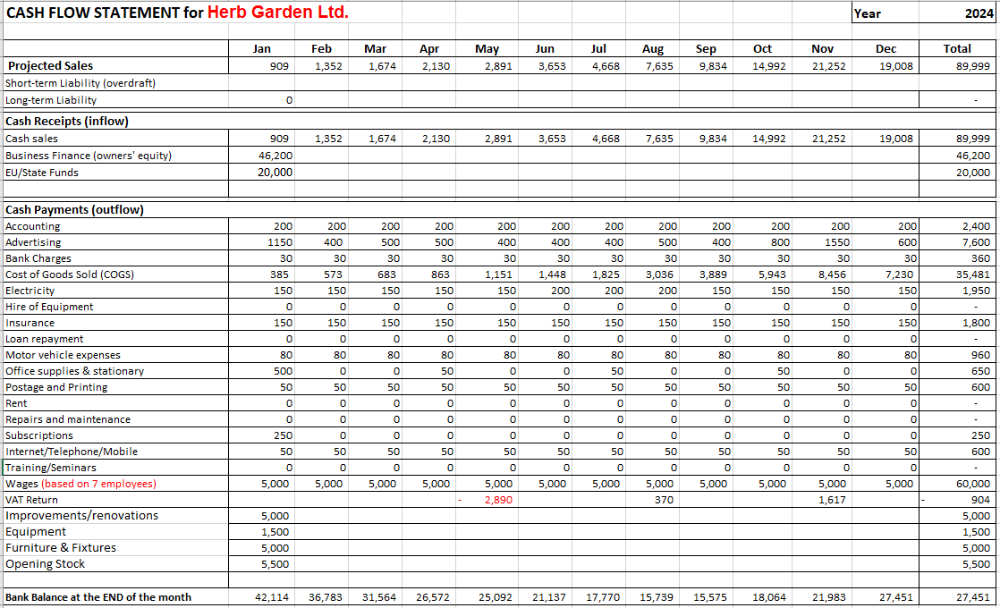 CASH FLOW STATEMENT for Herb Garden Ltd. Year 2024
Jan Feb Mar Apr May Jun Jul Aug Sep Oct Nov Dec Total
Projected Sales 909 1,352 1,674 2,130 2,891 3,653 4,668 7,635 9,834 14,992 21,252 19,008 89,999
Short-term Liability (overdraft)
Long-term Liability 0 -
Cash Receipts (inflow)
Cash sales 909 1,352 1,674 2,130 2,891 3,653 4,668 7,635 9,834 14,992 21,252 19,008 89,999
Business Finance (owners' equity) 46,200 46,200
EU/State Funds 20,000 20,000
Cash Payments (outflow)
Accounting 200 200 200 200 200 200 200 200 200 200 200 200 2,400
Advertising 1150 400 500 500 400 400 400 500 400 800 1550 600 7,600
Bank Charges 30 30 30 30 30 30 30 30 30 30 30 30 360
Cost of Goods Sold (COGS) 385 573 683 863 1,151 1,448 1,825 3,036 3,889 5,943 8,456 7,230 35,481
Electricity 150 150 150 150 150 200 200 200 150 150 150 150 1,950
Hire of Equipment 0 0 0 0 0 0 0 0 0 0 0 0 -
Insurance 150 150 150 150 150 150 150 150 150 150 150 150 1,800
Loan repayment 0 0 0 0 0 0 0 0 0 0 0 0 -
Motor vehicle expenses 80 80 80 80 80 80 80 80 80 80 80 80 960
Office supplies & stationary 500 0 0 50 0 0 50 0 0 50 0 0 650
Postage and Printing 50 50 50 50 50 50 50 50 50 50 50 50 600
Rent 0 0 0 0 0 0 0 0 0 0 0 0 -
Repairs and maintenance 0 0 0 0 0 0 0 0 0 0 0 0 -
Subscriptions 250 0 0 0 0 0 0 0 0 0 0 0 250
Internet/Telephone/Mobile 50 50 50 50 50 50 50 50 50 50 50 50 600
Training/Seminars 0 0 0 0 0 0 0 0 0 0 0 0 -
Wages (based on 7 employees) 5,000 5,000 5,000 5,000 5,000 5,000 5,000 5,000 5,000 5,000 5,000 5,000 60,000
VAT Return - 2,890 370 1,617 - 904
Improvements/renovations 5,000 5,000
Equipment 1,500 1,500
Furniture & Fixtures 5,000 5,000
Opening Stock 5,500 5,500
Bank Balance at the END of the month 42,114 36,783 31,564 26,572 25,092 21,137 17,770 15,739 15,575 18,064 21,983 27,451 27,451